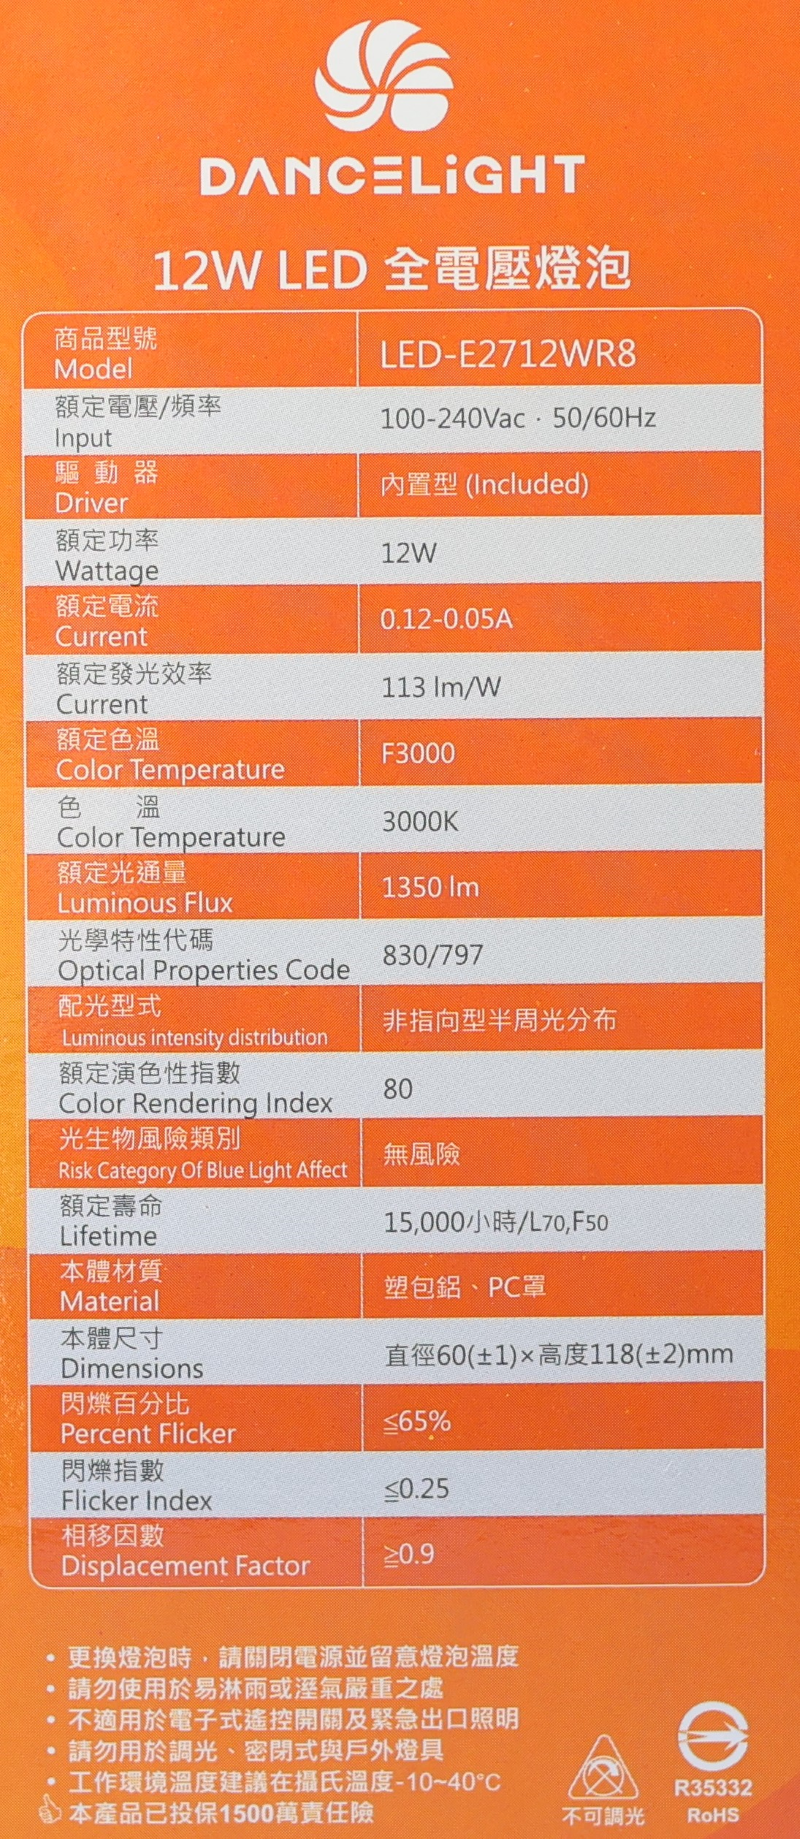 DANCELiGHT
12W LED 全電壓燈泡
商品型號
Model
LED-E2712WR8
額定電壓/頻率
Input
100-240Vac · 50/60Hz
驅 動 器
Driver
內置型 (Included)
額定功率
Wattage
12W
額定電流
Current
0.12-0.05A
額定發光效率
Current
113 lm/W
額定色溫
Color Temperature
F3000
色 溫
Color Temperature
3000K
額定光通量
Luminous Flux
1350 lm
光學特性代碼
Optical Properties Code
830/797
配光型式
Luminous intensity distribution
非指向型半周光分布
額定演色性指數
Color Rendering Index
80
光生物風險類別
Risk Category Of Blue Light Affect
無風險
額定壽命
Lifetime
15,000小時/L70,F50
本體材質
Material
塑包鋁、PC罩
本體尺寸
Dimensions
直徑60(±1)×高度118(±2)mm
閃爍百分比
Percent Flicker
≦65%
閃爍指數
Flicker Index
≦0.25
相移因數
Displacement Factor
≧0.9
• 更換燈泡時，請關閉電源並留意燈泡溫度
• 請勿使用於易淋雨或溼氣嚴重之處
• 不適用於電子式遙控開關及緊急出口照明
• 請勿用於調光、密閉式與戶外燈具
• 工作環境溫度建議在攝氏溫度-10~40°C
本產品已投保1500萬責任險
不可調光
R35332
RoHS